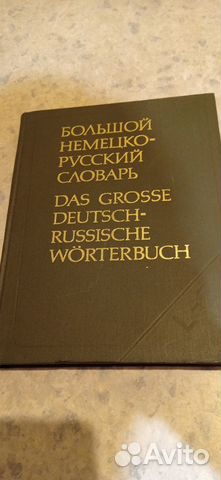 БОЛЬШОЙ
НЕМЕЦКО-
РУССКИЙ
СЛОВАРЬ
DAS GROSSE
DEUTSCH-
RUSSISCHE
WÖRTERBUCH
Avito